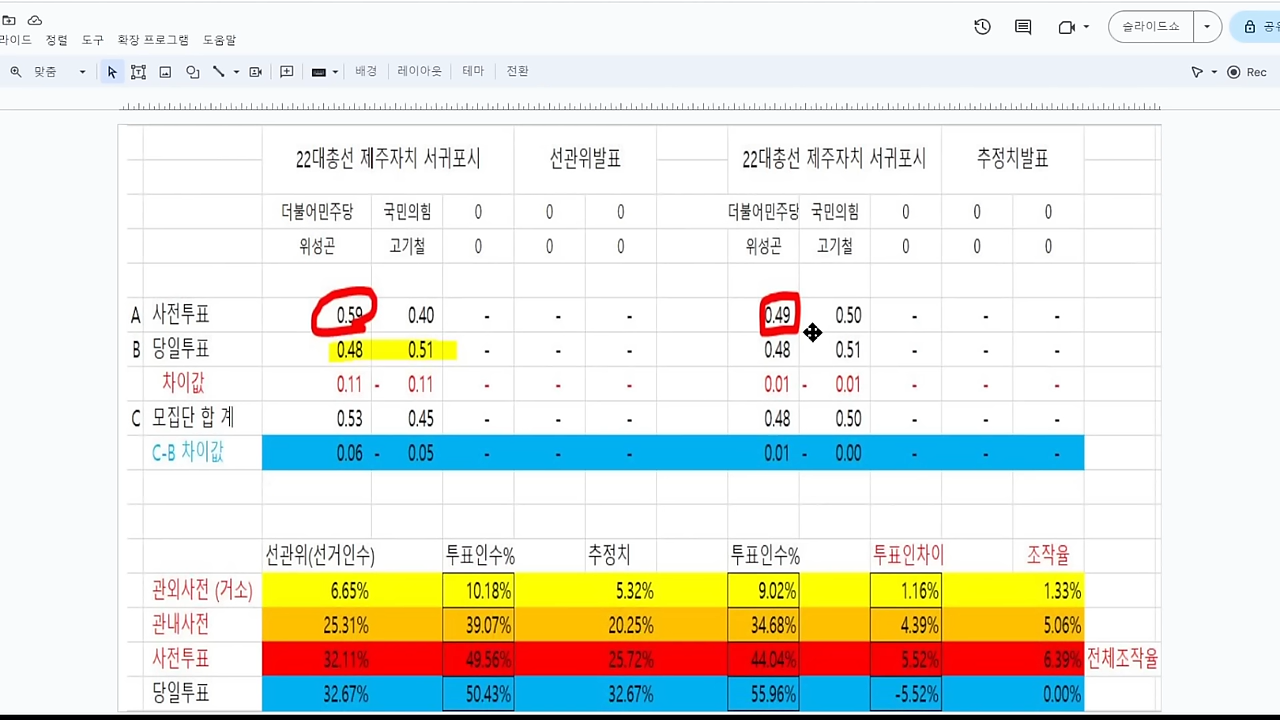 슬라이드쇼 공유
라이드 정렬 도구 확장 프로그램 도움말
맞춤 배경 레이아웃 테마 전환 Rec
22대총선 제주자치 서귀포시 선관위발표 22대총선 제주자치 서귀포시 추정치발표
더불어민주당 국민의힘 0 0 0 더불어민주당 국민의힘 0 0 0
위성곤 고기철 0 0 0 위성곤 고기철 0 0 0
A 사전투표 0.59 0.40 - - - 0.49 0.50 - - -
B 당일투표 0.48 0.51 - - - 0.48 0.51 - - -
차이값 0.11 - 0.11 - - - 0.01 - 0.01 - - -
C 모집단 합 계 0.53 0.45 - - - 0.48 0.50 - - -
C-B 차이값 0.06 - 0.05 - - - 0.01 - 0.00 - - -
선관위(선거인수) 투표인수% 추정치 투표인수% 투표인차이 조작율
관외사전 (거소) 6.65% 10.18% 5.32% 9.02% 1.16% 1.33%
관내사전 25.31% 39.07% 20.25% 34.68% 4.39% 5.06%
사전투표 32.11% 49.56% 25.72% 44.04% 5.52% 6.39% 전체조작율
당일투표 32.67% 50.43% 32.67% 55.96% -5.52% 0.00%